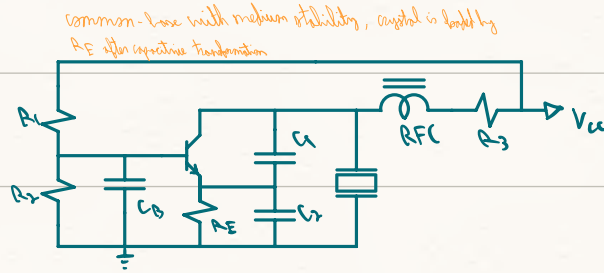 common-base with medium stability, crystal is loaded by
RE after capacitive transformation
R1
C1
RFC
R3
Vcc
R2
CB
RE
C2